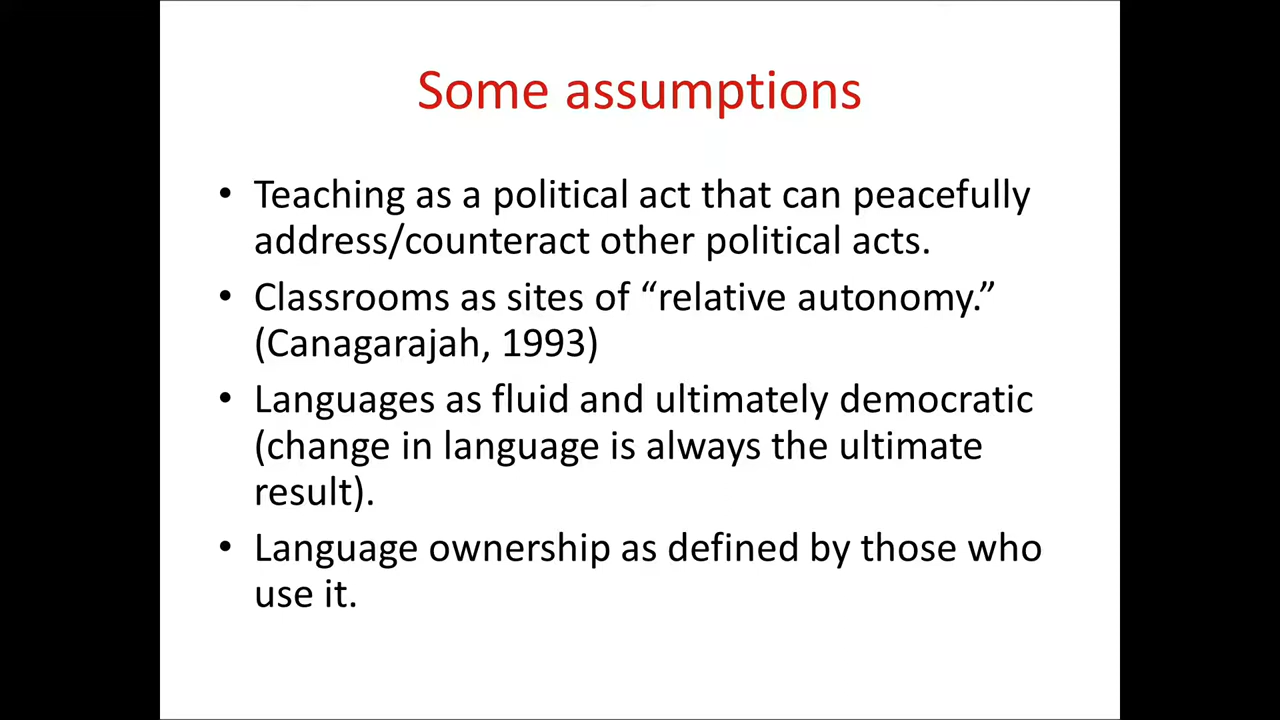 Some assumptions
• Teaching as a political act that can peacefully
address/counteract other political acts.
• Classrooms as sites of “relative autonomy.”
(Canagarajah, 1993)
• Languages as fluid and ultimately democratic
(change in language is always the ultimate
result).
• Language ownership as defined by those who
use it.